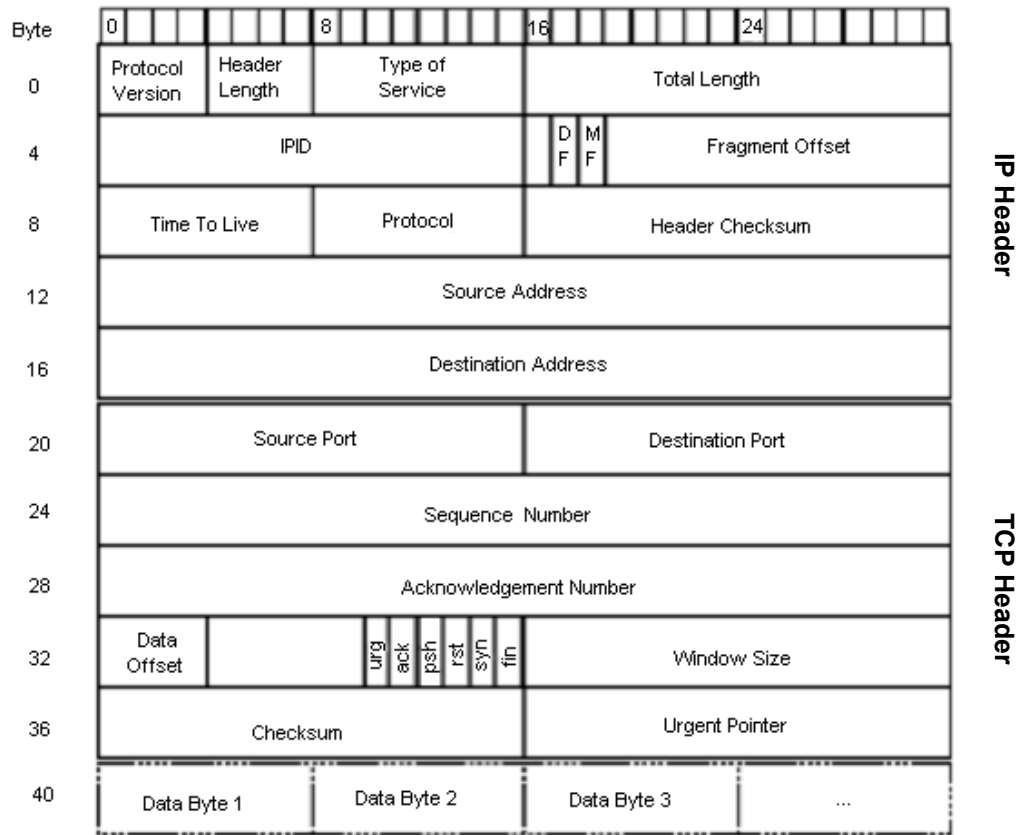 Byte 0 8 16 24
0 Protocol Version Header Length Type of Service Total Length
4 IPID DF MF Fragment Offset
8 Time To Live Protocol Header Checksum
12 Source Address
16 Destination Address
IP Header
20 Source Port Destination Port
24 Sequence Number
28 Acknowledgement Number
32 Data Offset urg ack psh rst syn fin Window Size
36 Checksum Urgent Pointer
TCP Header
40 Data Byte 1 Data Byte 2 Data Byte 3 ...